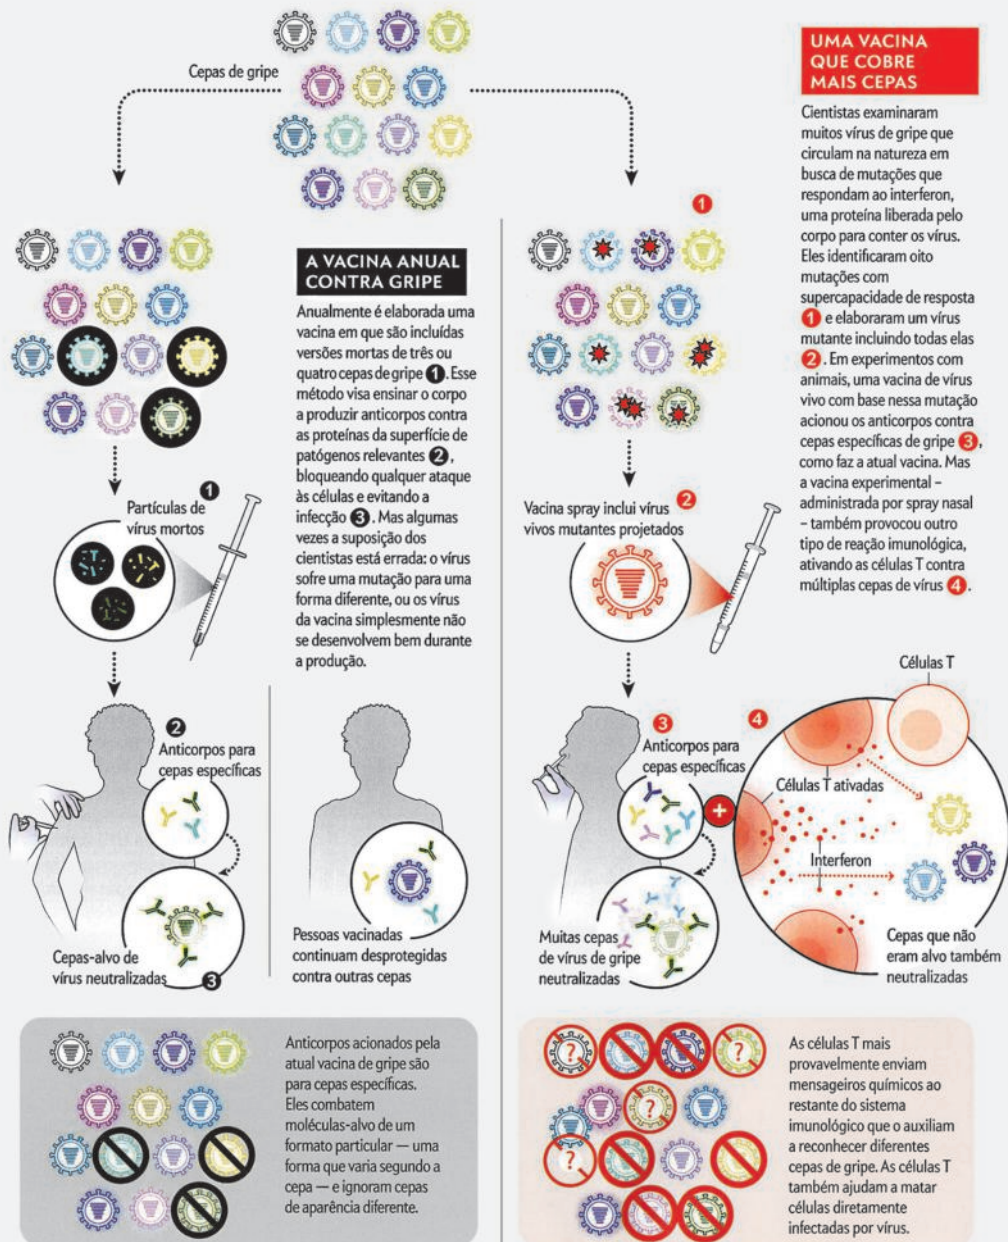 Cepas de gripe
A VACINA ANUAL
CONTRA GRIPE
Anualmente é elaborada uma
vacina em que são incluídas
versões mortas de três ou
quatro cepas de gripe 1. Esse
método visa ensinar o corpo
a produzir anticorpos contra
as proteínas da superfície de
patógenos relevantes 2,
bloqueando qualquer ataque
às células e evitando a
infecção 3. Mas algumas
vezes a suposição dos
cientistas está errada: o vírus
sofre uma mutação para uma
forma diferente, ou os vírus
da vacina simplesmente não
se desenvolvem bem durante
a produção.
1
Partículas de
vírus mortos
2
Anticorpos para
cepas específicas
Cepas-alvo de
vírus neutralizadas
3
Pessoas vacinadas
continuam desprotegidas
contra outras cepas
Anticorpos acionados pela
atual vacina de gripe são
para cepas específicas.
Eles combatem
moléculas-alvo de um
formato particular — uma
forma que varia segundo a
cepa — e ignoram cepas
de aparência diferente.
UMA VACINA
QUE COBRE
MAIS CEPAS
Cientistas examinaram
muitos vírus de gripe que
circulam na natureza em
busca de mutações que
respondam ao interferon,
uma proteína liberada pelo
corpo para conter os vírus.
Eles identificaram oito
mutações com
supercapacidade de resposta
1 e elaboraram um vírus
mutante incluindo todas elas
2. Em experimentos com
animais, uma vacina de vírus
vivo com base nessa mutação
acionou os anticorpos contra
cepas específicas de gripe 3,
como faz a atual vacina. Mas
a vacina experimental –
administrada por spray nasal
– também provocou outro
tipo de reação imunológica,
ativando as células T contra
múltiplas cepas de vírus 4.
1
Vacina spray inclui vírus
vivos mutantes projetados
2
3
Anticorpos para
cepas específicas
Muitas cepas
de vírus de gripe
neutralizadas
+
4
Células T
Células T ativadas
Interferon
Cepas que não
eram alvo também
neutralizadas
?
?
?
?
As células T mais
provavelmente enviam
mensageiros químicos ao
restante do sistema
imunológico que o auxiliam
a reconhecer diferentes
cepas de gripe. As células T
também ajudam a matar
células diretamente
infectadas por vírus.